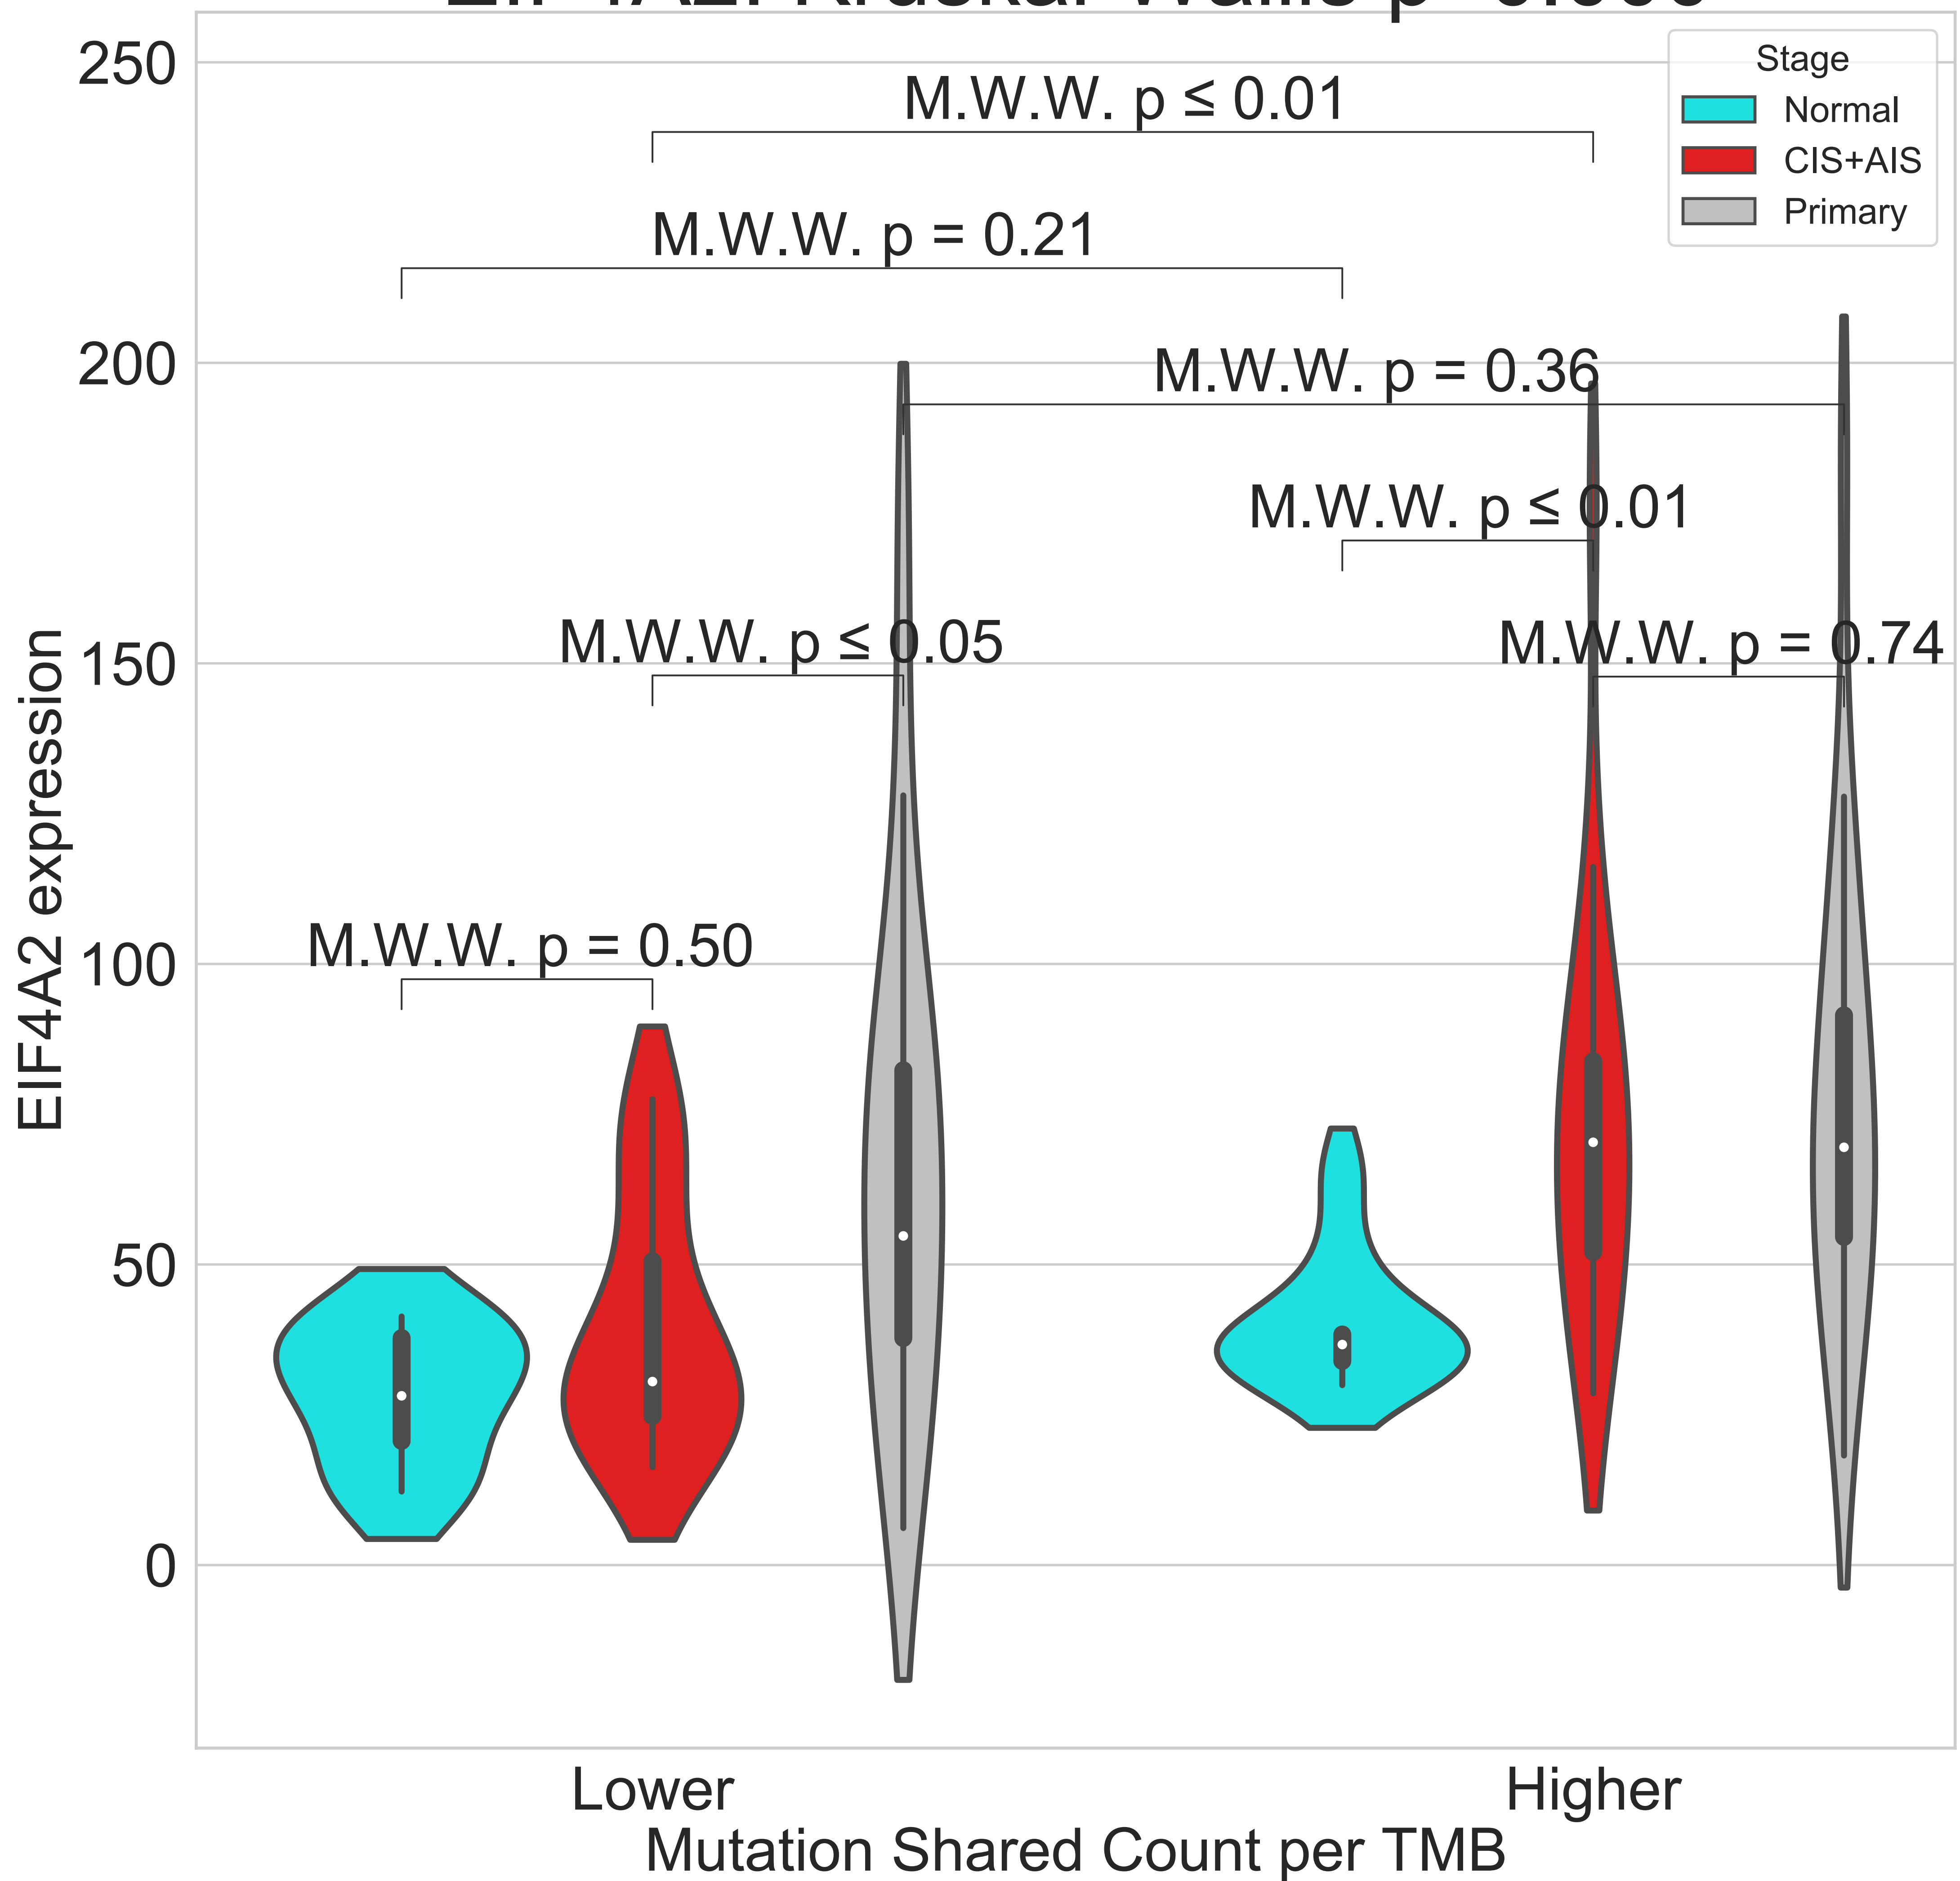 250
Stage
Normal
CIS+AIS
Primary
M.W.W. p ≤ 0.01
M.W.W. p = 0.21
200
M.W.W. p = 0.36
M.W.W. p ≤ 0.01
150
M.W.W. p ≤ 0.05
M.W.W. p = 0.74
EIF4A2 expression
100
M.W.W. p = 0.50
50
0
Lower
Higher
Mutation Shared Count per TMB